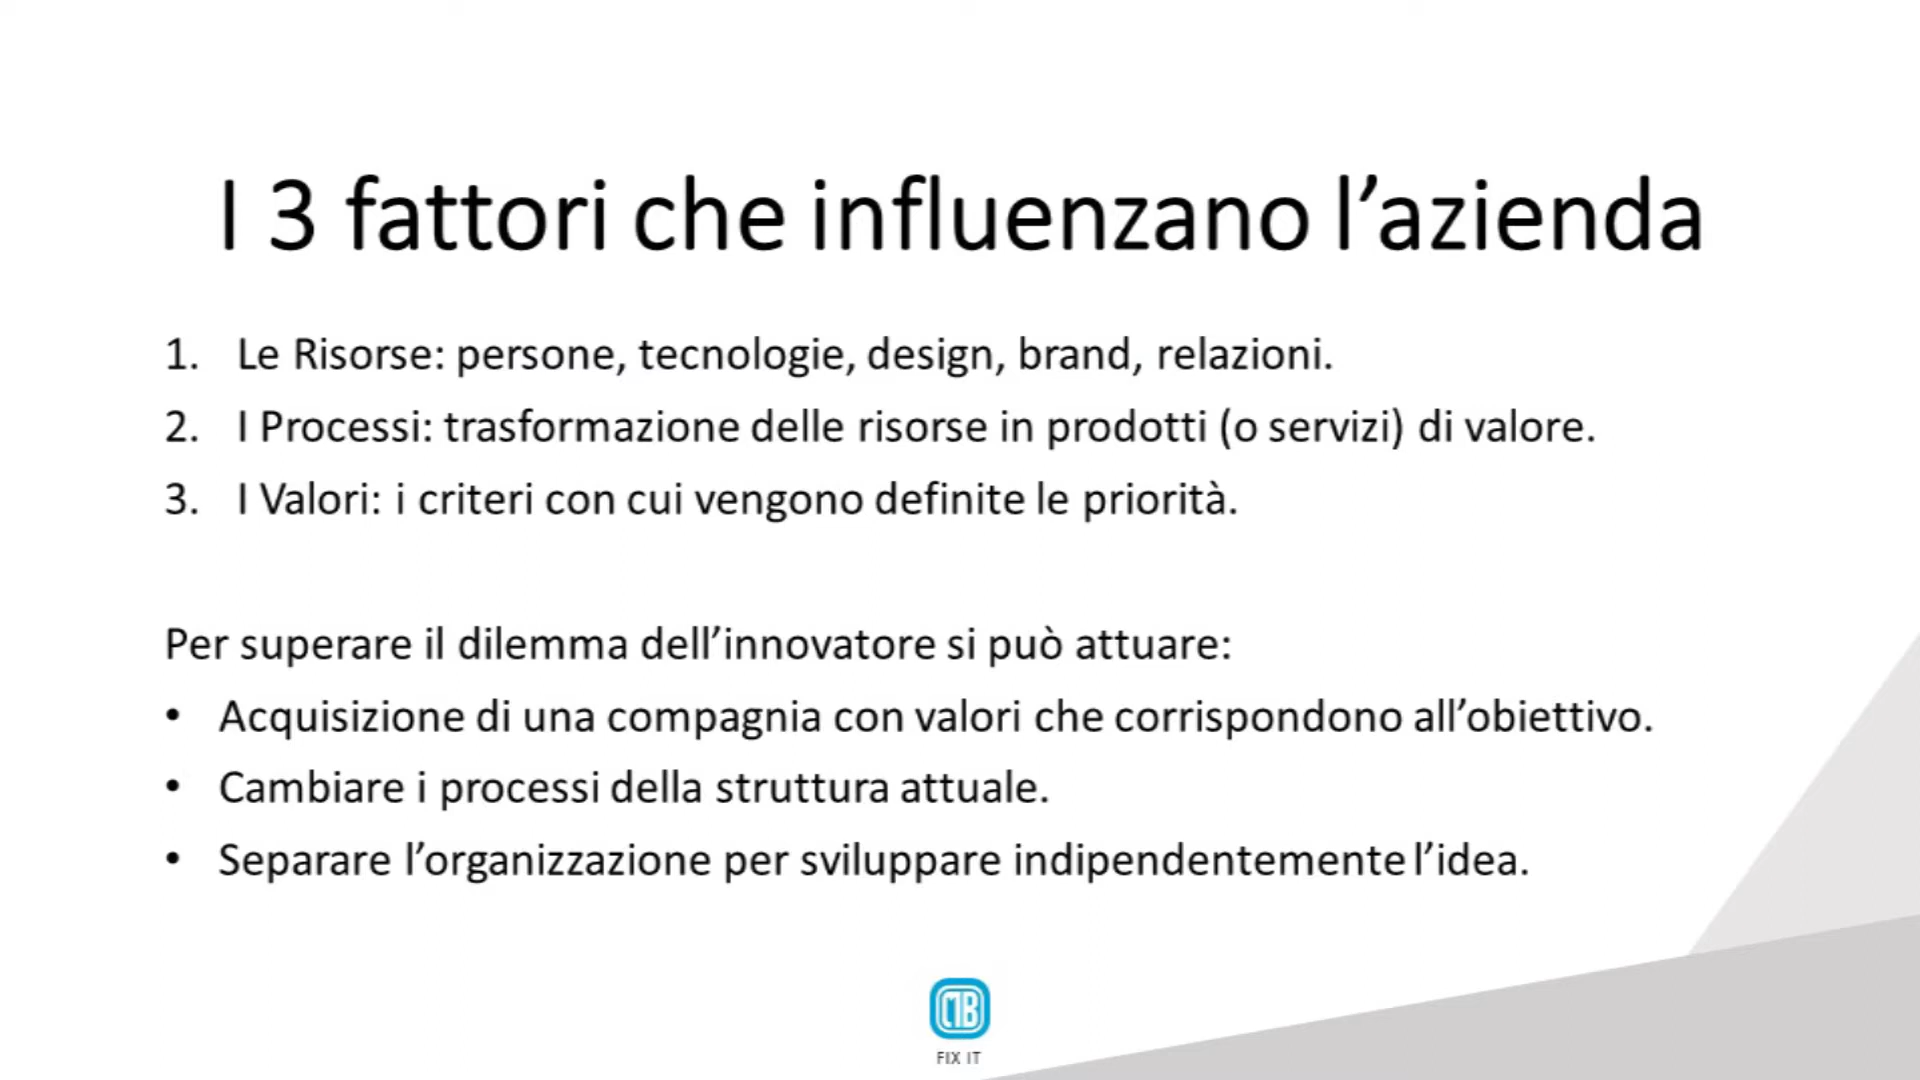 I 3 fattori che influenzano l’azienda
1. Le Risorse: persone, tecnologie, design, brand, relazioni.
2. I Processi: trasformazione delle risorse in prodotti (o servizi) di valore.
3. I Valori: i criteri con cui vengono definite le priorità.
Per superare il dilemma dell’innovatore si può attuare:
• Acquisizione di una compagnia con valori che corrispondono all’obiettivo.
• Cambiare i processi della struttura attuale.
• Separare l’organizzazione per sviluppare indipendentemente l’idea.
FIX IT